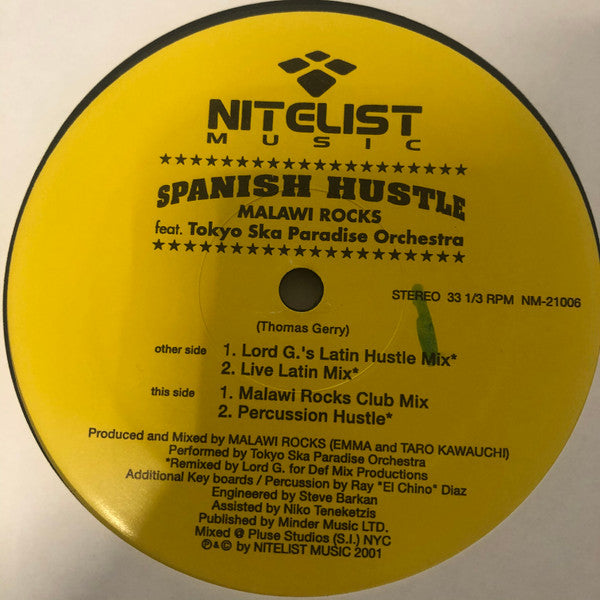 NITELIST
MUSIC
SPANISH HUSTLE
MALAWI ROCKS
feat. Tokyo Ska Paradise Orchestra
STEREO 33 1/3 RPM NM-21006
(Thomas Gerry)
other side 1. Lord G.'s Latin Hustle Mix*
2. Live Latin Mix*
this side 1. Malawi Rocks Club Mix
2. Percussion Hustle*
Produced and Mixed by MALAWI ROCKS (EMMA and TARO KAWAUCHI)
Performed by Tokyo Ska Paradise Orchestra
*Remixed by Lord G. for Def Mix Productions
Additional Key boards / Percussion by Ray "El Chino" Diaz
Engineered by Steve Barkan
Assisted by Niko Teneketzis
Published by Minder Music LTD.
Mixed @ Pluse Studios (S.I.) NYC
℗&© by NITELIST MUSIC 2001